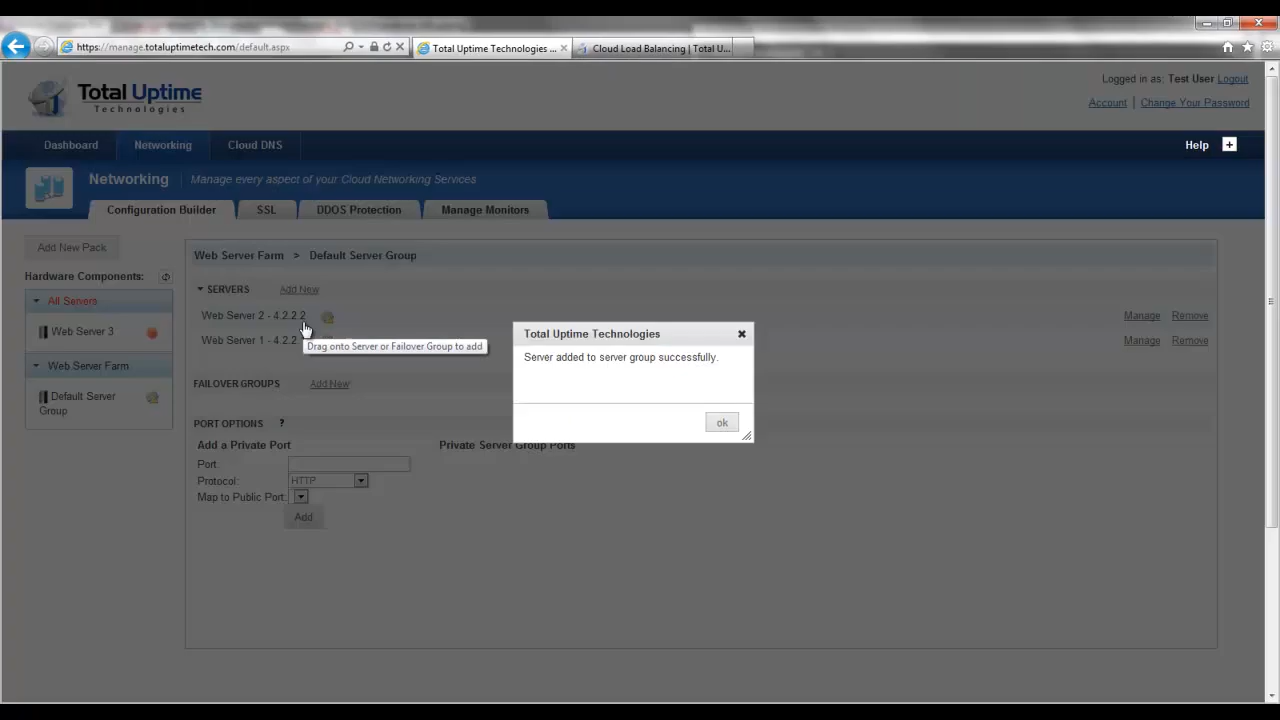 https://manage.totaluptimetech.com/default.aspx
Total Uptime Technologies ...
Cloud Load Balancing | Total U...
Total Uptime
Technologies
Logged in as: Test User Logout
Account | Change Your Password
Dashboard
Networking
Cloud DNS
Help +
Networking | Manage every aspect of your Cloud Networking Services
Configuration Builder
SSL
DDOS Protection
Manage Monitors
Add New Pack
Hardware Components:
All Servers
Web Server 3
Web Server Farm
Default Server
Group
Web Server Farm > Default Server Group
SERVERS Add New
Web Server 2 - 4.2.2.2 Manage Remove
Web Server 1 - 4.2.2 Manage Remove
Drag onto Server or Failover Group to add
FAILOVER GROUPS Add New
PORT OPTIONS ?
Add a Private Port
Private Server Group Ports
Port:
Protocol: HTTP
Map to Public Port:
Add
Total Uptime Technologies
Server added to server group successfully.
ok